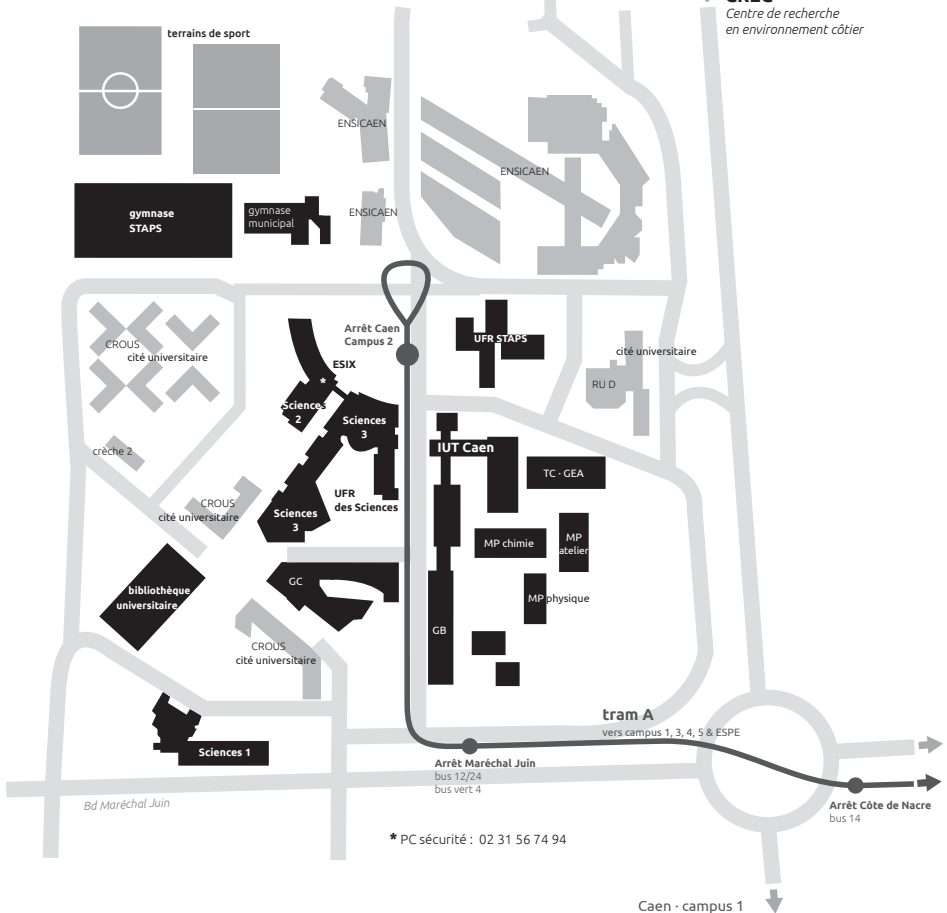 CREC
Centre de recherche
en environnement côtier
terrains de sport
ENSICAEN
ENSICAEN
ENSICAEN
gymnase
STAPS
gymnase
municipal
Arrêt Caen
Campus 2
UFR STAPS
CROUS
cité universitaire
cité universitaire
ESIX
RU D
*
Sciences
2
Sciences
3
crèche 2
IUT Caen
TC · GEA
CROUS
cité universitaire
UFR
des Sciences
Sciences
3
MP chimie
MP
atelier
GC
bibliothèque
universitaire
MP physique
GB
CROUS
cité universitaire
tram A
vers campus 1, 3, 4, 5 & ESPE
Sciences 1
Arrêt Maréchal Juin
bus 12/24
bus vert 4
Bd Maréchal Juin
Arrêt Côte de Nacre
bus 14
* PC sécurité : 02 31 56 74 94
Caen · campus 1